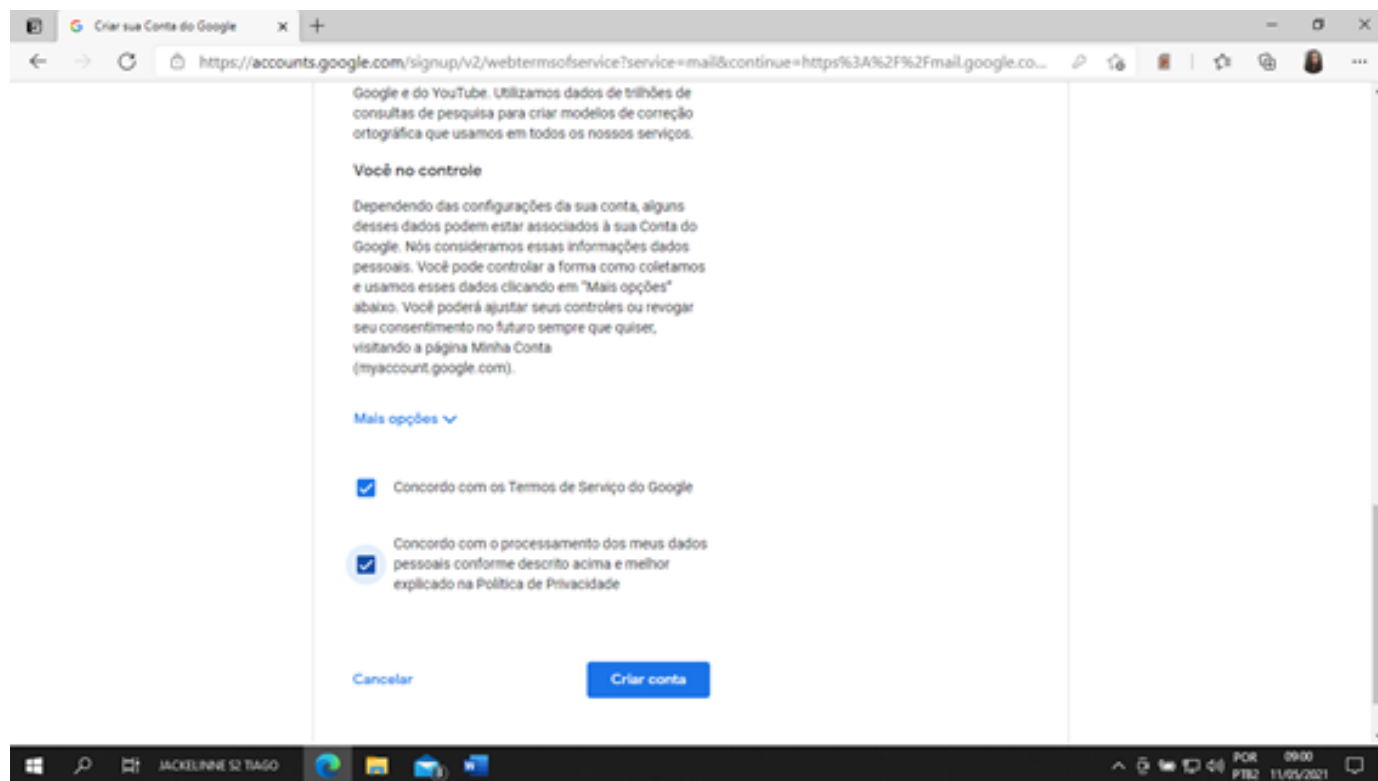 Criar sua Conta do Google
https://accounts.google.com/signup/v2/webtermsofservice?service=mail&continue=https%3A%2F%2Fmail.google.co...
Google e do YouTube. Utilizamos dados de trilhões de
consultas de pesquisa para criar modelos de correção
ortográfica que usamos em todos os nossos serviços.
Você no controle
Dependendo das configurações da sua conta, alguns
desses dados podem estar associados à sua Conta do
Google. Nós consideramos essas informações dados
pessoais. Você pode controlar a forma como coletamos
e usamos esses dados clicando em "Mais opções"
abaixo. Você poderá ajustar seus controles ou revogar
seu consentimento no futuro sempre que quiser,
visitando a página Minha Conta
(myaccount.google.com).
Mais opções
Concordo com os Termos de Serviço do Google
Concordo com o processamento dos meus dados
pessoais conforme descrito acima e melhor
explicado na Política de Privacidade
Cancelar
Criar conta
JACKELINNE S2 TIAGO
POR
PTB2
09:00
11/05/2021